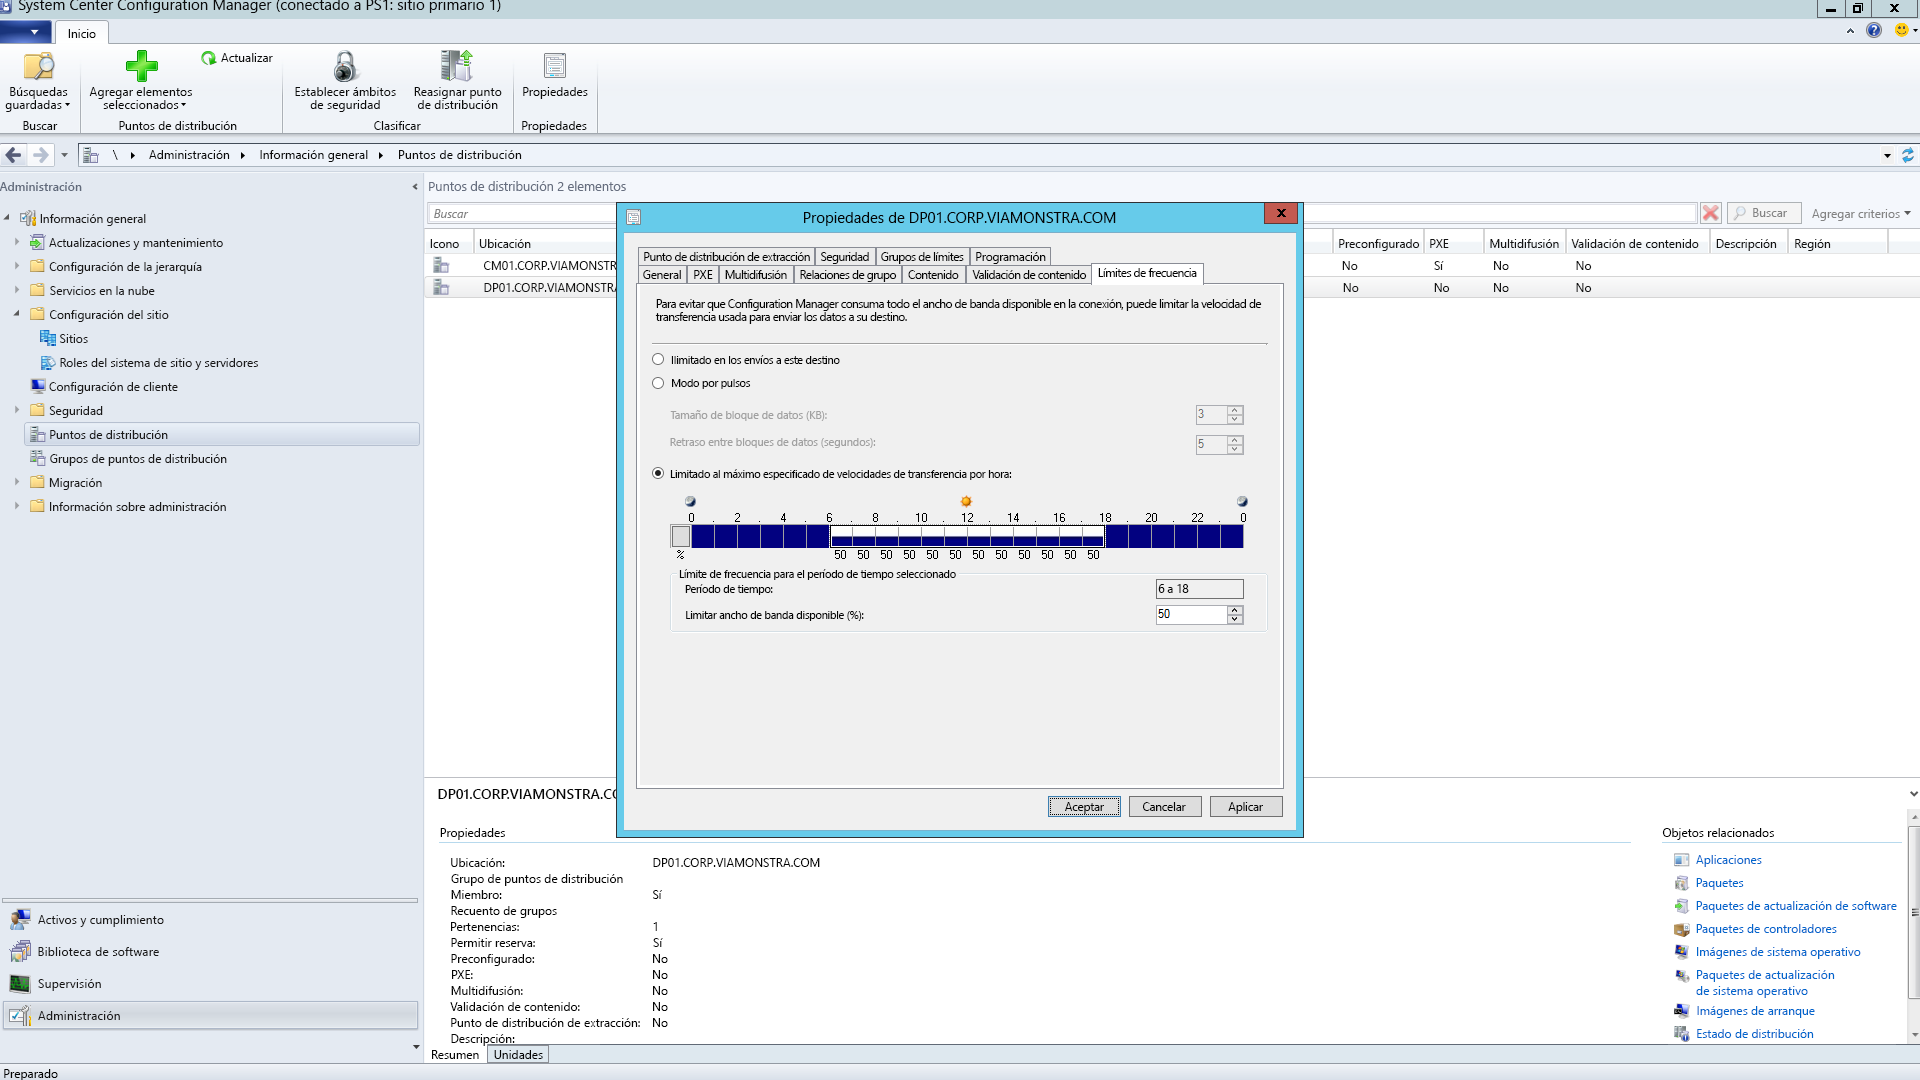 System Center Configuration Manager (conectado a PS1: sitio primario 1)
Inicio
Búsquedas
guardadas
Buscar
Agregar elementos
seleccionados
Actualizar
Puntos de distribución
Establecer ámbitos
de seguridad
Reasignar punto
de distribución
Clasificar
Propiedades
Propiedades
\ Administración Información general Puntos de distribución
Administración
Información general
Actualizaciones y mantenimiento
Configuración de la jerarquía
Servicios en la nube
Configuración del sitio
Sitios
Roles del sistema de sitio y servidores
Configuración de cliente
Seguridad
Puntos de distribución
Grupos de puntos de distribución
Migración
Información sobre administración
Activos y cumplimiento
Biblioteca de software
Supervisión
Administración
Preparado
Puntos de distribución 2 elementos
Buscar
Buscar
Agregar criterios
Icono Ubicación Preconfigurado PXE Multidifusión Validación de contenido Descripción Región
CM01.CORP.VIAMONSTR No Sí No No
DP01.CORP.VIAMONSTRA No No No No
Propiedades de DP01.CORP.VIAMONSTRA.COM
Punto de distribución de extracción Seguridad Grupos de límites Programación
General PXE Multidifusión Relaciones de grupo Contenido Validación de contenido Límites de frecuencia
Para evitar que Configuration Manager consuma todo el ancho de banda disponible en la conexión, puede limitar la velocidad de
transferencia usada para enviar los datos a su destino.
Ilimitado en los envíos a este destino
Modo por pulsos
Tamaño de bloque de datos (KB): 3
Retraso entre bloques de datos (segundos): 5
Limitado al máximo especificado de velocidades de transferencia por hora:
0 . 2 . 4 . 6 . 8 . 10 . 12 . 14 . 16 . 18 . 20 . 22 . 0
% 50 50 50 50 50 50 50 50 50 50 50 50
Límite de frecuencia para el período de tiempo seleccionado
Período de tiempo: 6 a 18
Limitar ancho de banda disponible (%): 50
Aceptar Cancelar Aplicar
DP01.CORP.VIAMONSTRA.CO
Propiedades
Ubicación: DP01.CORP.VIAMONSTRA.COM
Grupo de puntos de distribución
Miembro: Sí
Recuento de grupos
Pertenencias: 1
Permitir reserva: Sí
Preconfigurado: No
PXE: No
Multidifusión: No
Validación de contenido: No
Punto de distribución de extracción: No
Descripción:
Resumen Unidades
Objetos relacionados
Aplicaciones
Paquetes
Paquetes de actualización de software
Paquetes de controladores
Imágenes de sistema operativo
Paquetes de actualización
de sistema operativo
Imágenes de arranque
Estado de distribución